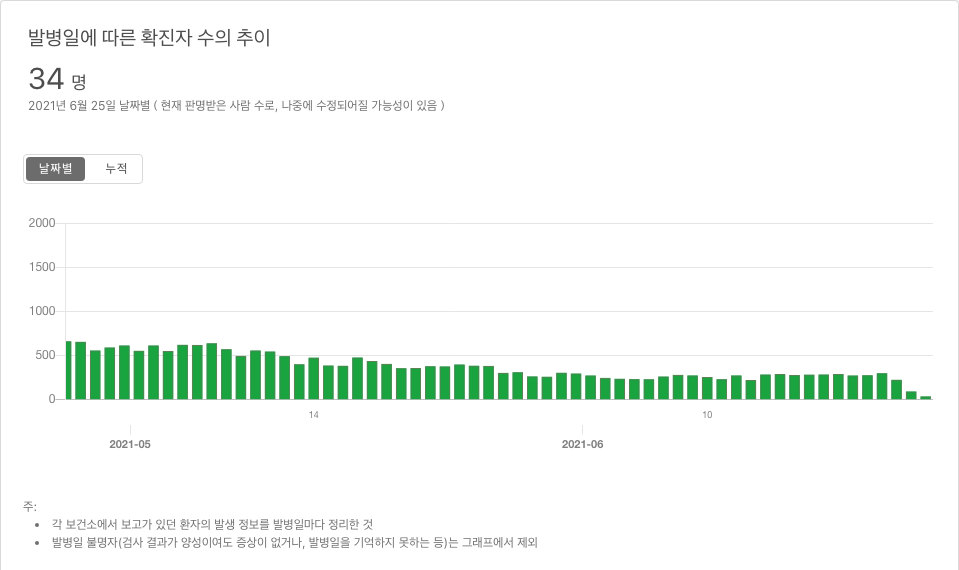 발병일에 따른 확진자 수의 추이
34 명
2021년 6월 25일 날짜별 ( 현재 판명받은 사람 수로, 나중에 수정되어질 가능성이 있음 )
날짜별 누적
2000
1500
1000
500
0
14 10
2021-05 2021-06
주:
• 각 보건소에서 보고가 있던 환자의 발생 정보를 발병일마다 정리한 것
• 발병일 불명자(검사 결과가 양성이여도 증상이 없거나, 발병일을 기억하지 못하는 등)는 그래프에서 제외